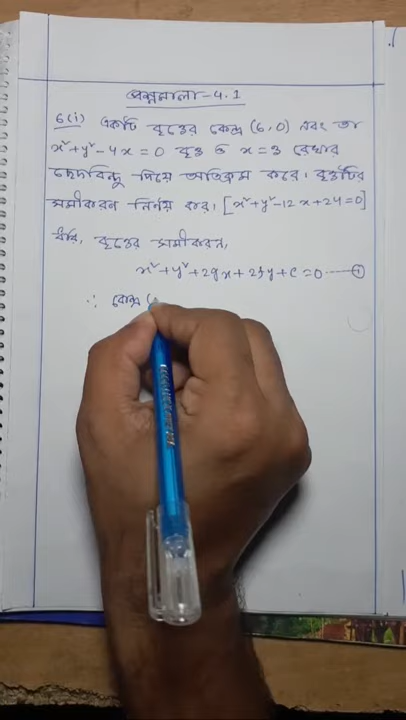 প্রশ্নমালা-4.1
6(i) একটি বৃত্তের কেন্দ্র (6,0) এবং তা
x²+y²-4x=0 বৃত্ত ও x=3 রেখার
ছেদবিন্দু দিয়ে অতিক্রম করে। বৃত্তটির
সমীকরণ নির্ণয় কর। [x²+y²-12x+24=0]
ধরি, বৃত্তের সমীকরণ,
x²+y²+2gx+2fy+c=0 ------①
∴ কেন্দ্র (